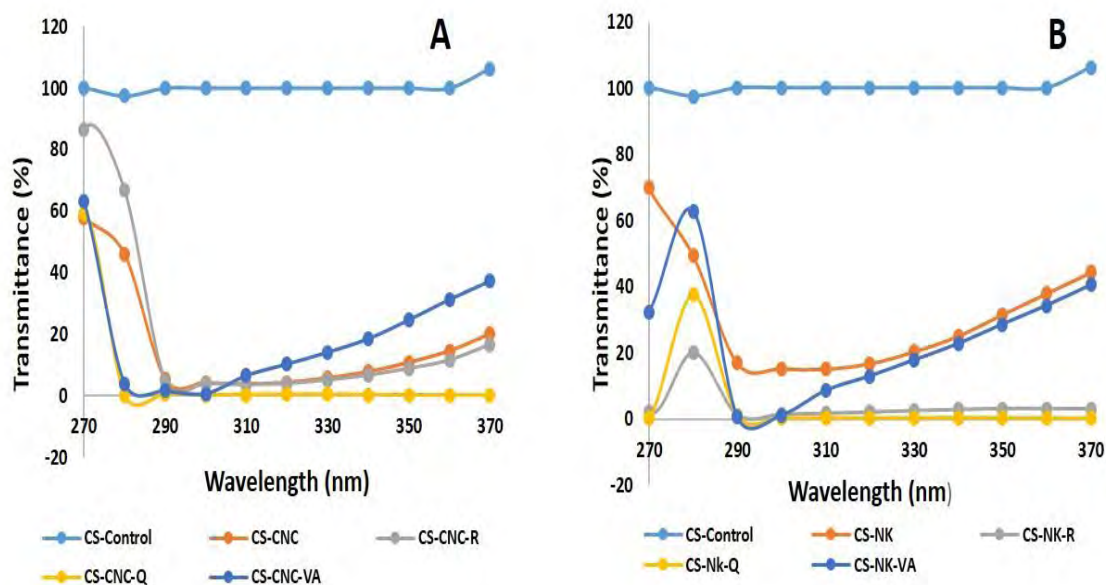 A
Transmittance (%)
120
100
80
60
40
20
0
-20
270 290 310 330 350 370
Wavelength (nm)
CS-Control CS-CNC CS-CNC-R
CS-CNC-Q CS-CNC-VA
B
Transmittance (%)
120
100
80
60
40
20
0
-20
270 290 310 330 350 370
Wavelength (nm)
CS-Control CS-NK CS-NK-R
CS-Nk-Q CS-NK-VA